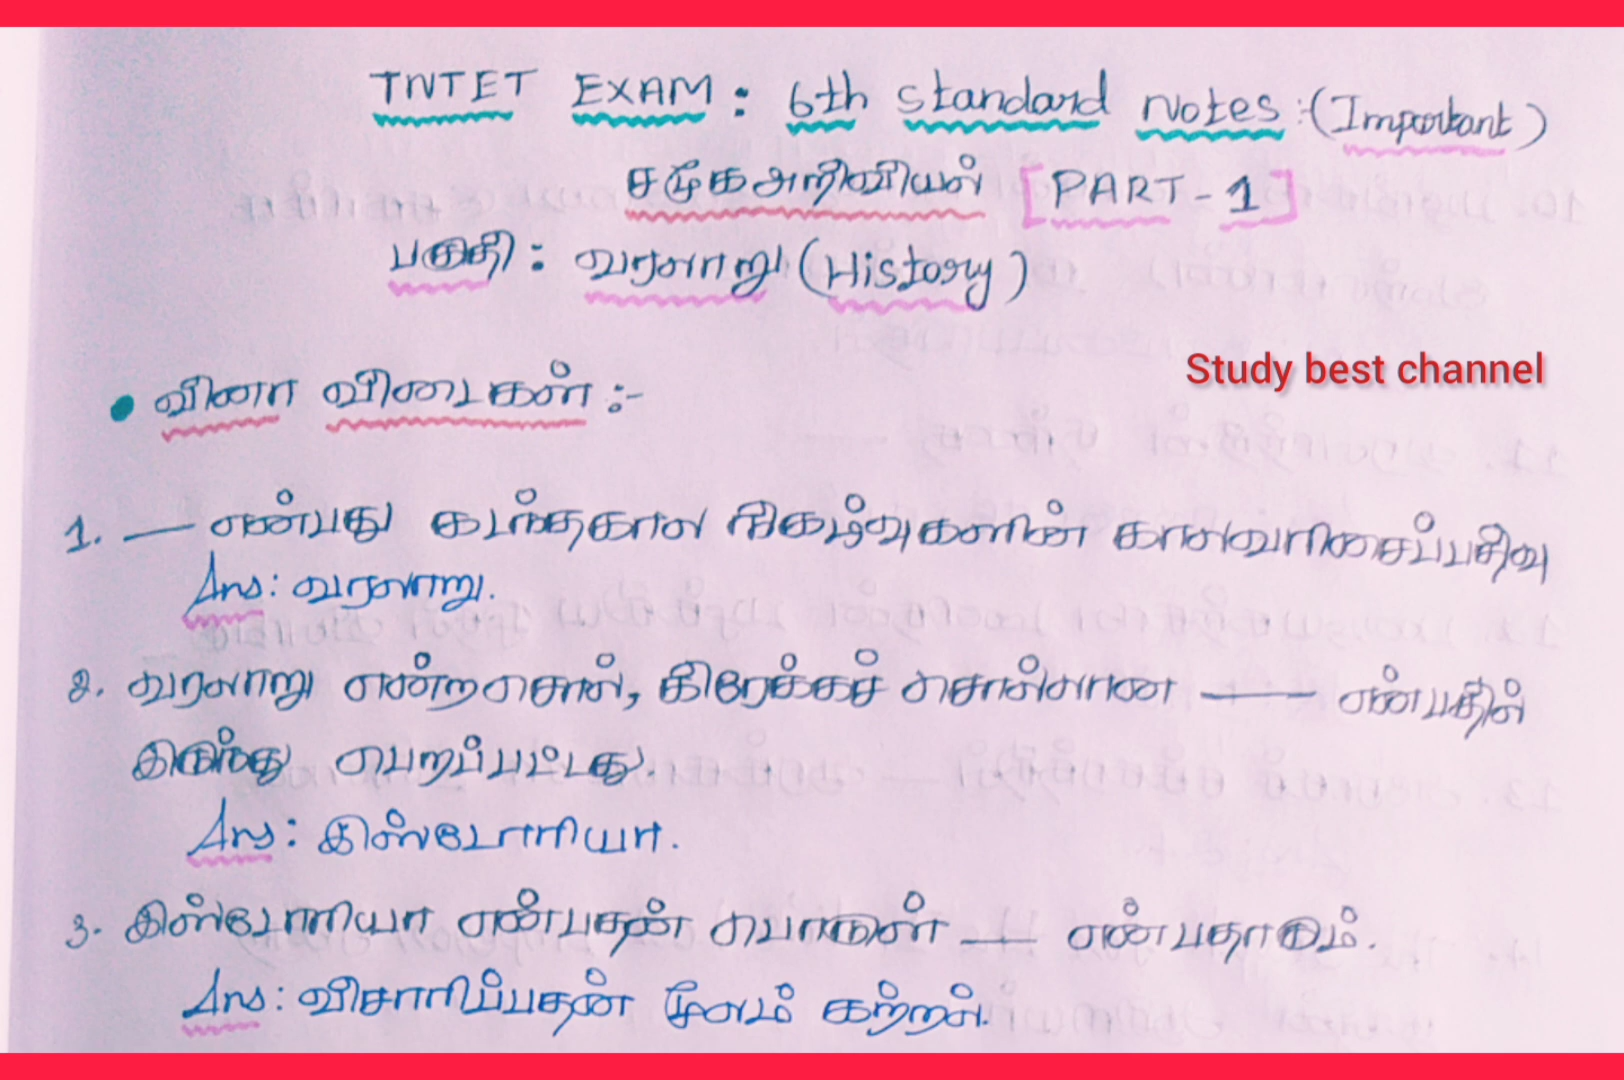 TNTET EXAM: 6th standard Notes:(Important)
சமூகஅறிவியல் [PART-1]
பகுதி: வரலாறு (History)
Study best channel
• வினா விடைகள்:-
1. — என்பது கடந்தகால நிகழ்வுகளின் காலவரிசைப்பதிவு
Ans: வரலாறு.
2. வரலாறு என்ற சொல், கிரேக்கச் சொல்லான — என்பதில்
இருந்து பெறப்பட்டது.
Ans: இஸ்டோரியா.
3. இஸ்டோரியா என்பதன் பொருள் — என்பதாகும்.
Ans: விசாரிப்பதன் மூலம் கற்றல்.